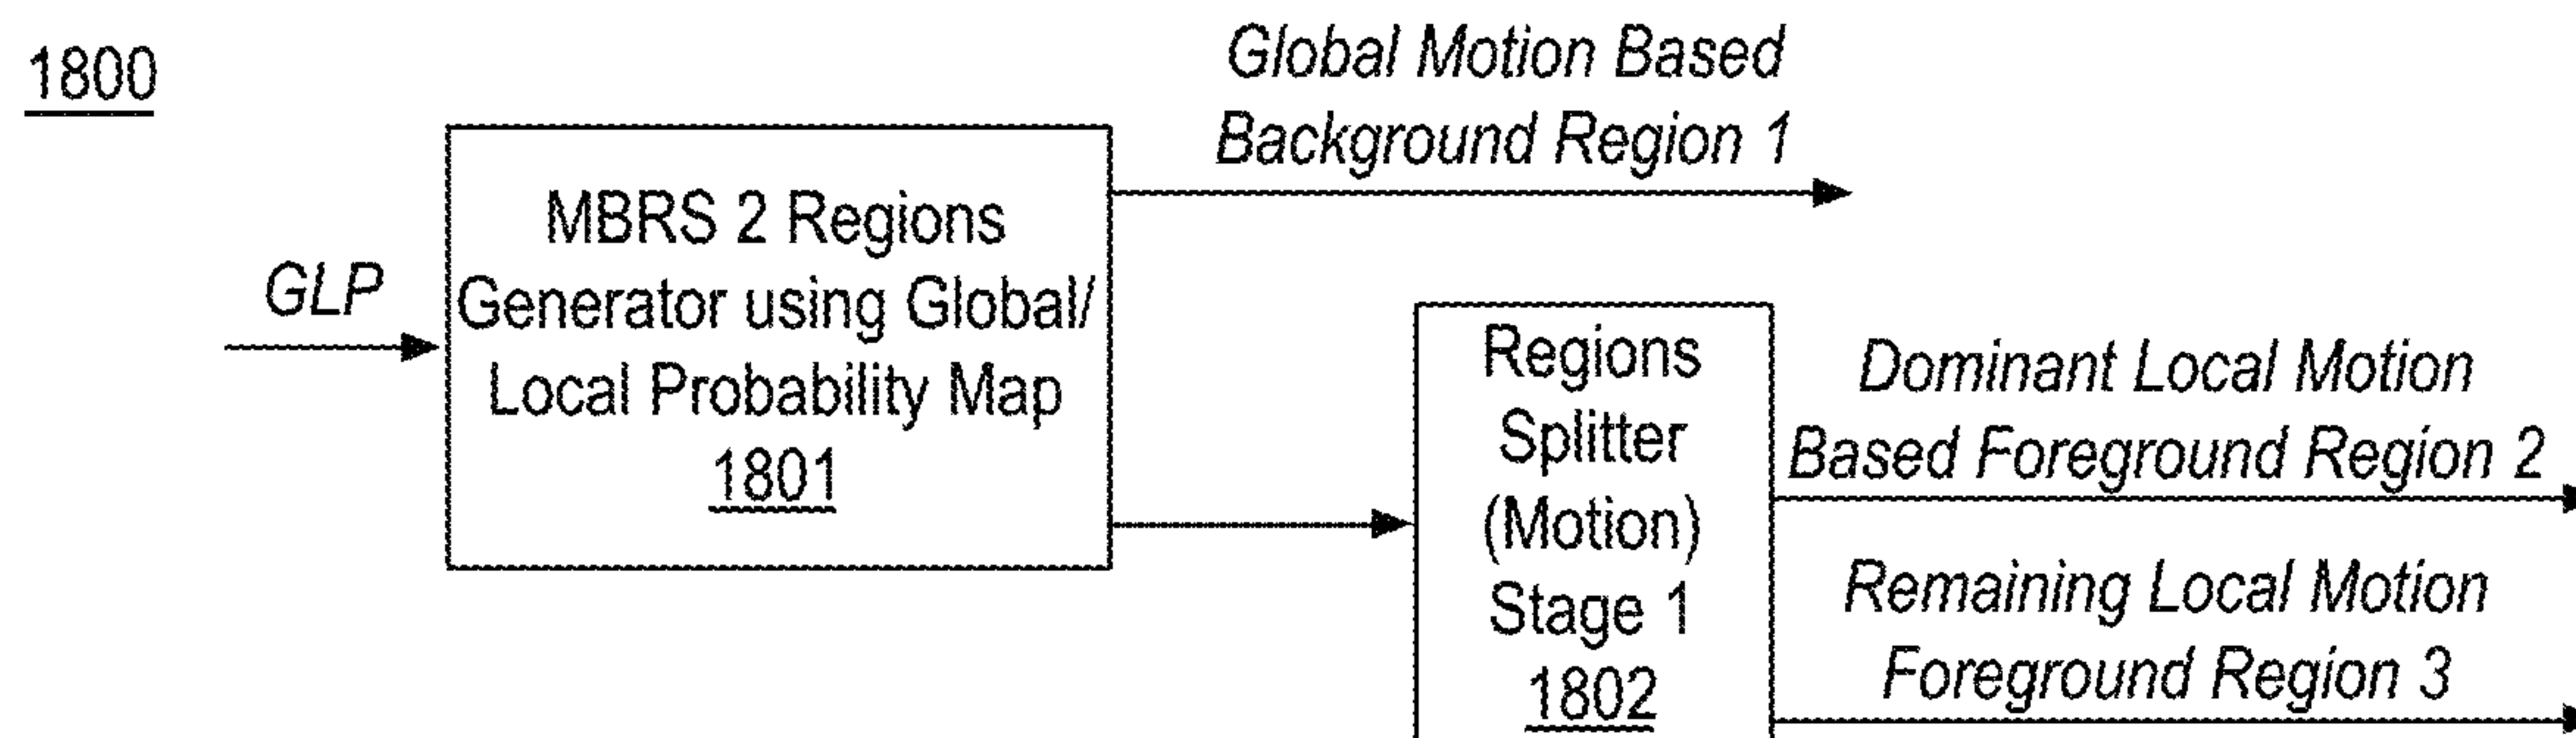 1800
Global Motion Based
Background Region 1
GLP
MBRS 2 Regions
Generator using Global/
Local Probability Map
1801
Regions
Splitter
(Motion)
Stage 1
1802
Dominant Local Motion
Based Foreground Region 2
Remaining Local Motion
Foreground Region 3